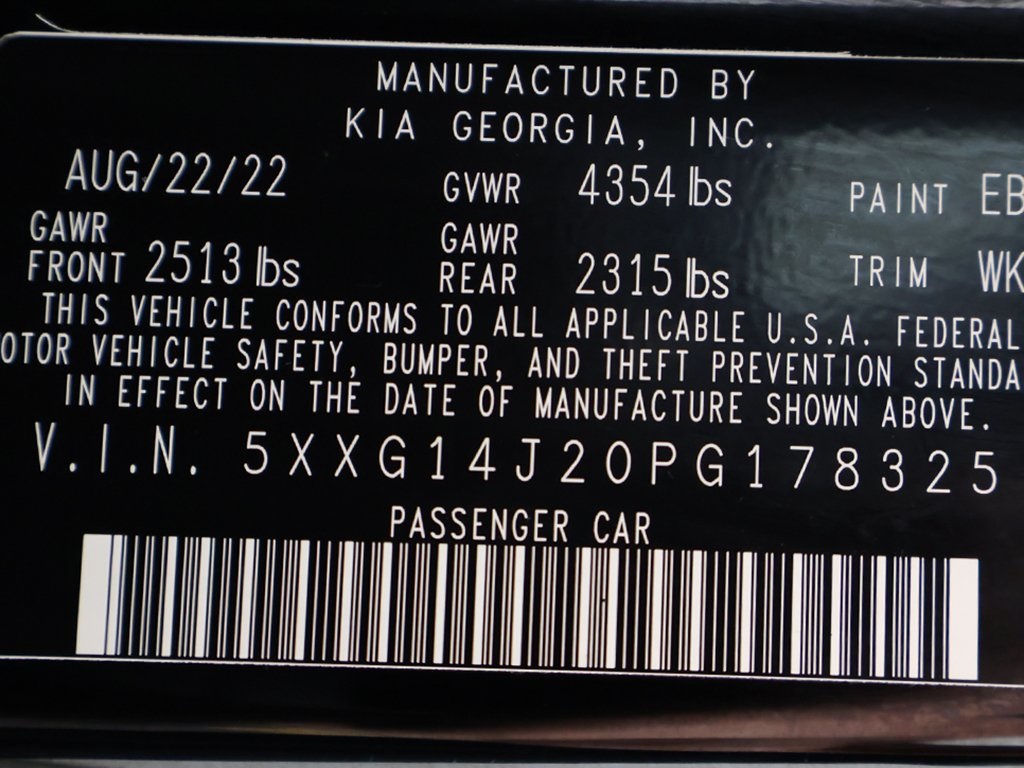 MANUFACTURED BY
KIA GEORGIA, INC.
AUG/22/22 GVWR 4354 lbs PAINT EB
GAWR FRONT 2513 lbs GAWR REAR 2315 lbs TRIM WK
THIS VEHICLE CONFORMS TO ALL APPLICABLE U.S.A. FEDERAL
OTOR VEHICLE SAFETY, BUMPER, AND THEFT PREVENTION STANDA
IN EFFECT ON THE DATE OF MANUFACTURE SHOWN ABOVE.
V.I.N. 5XXG14J20PG178325
PASSENGER CAR